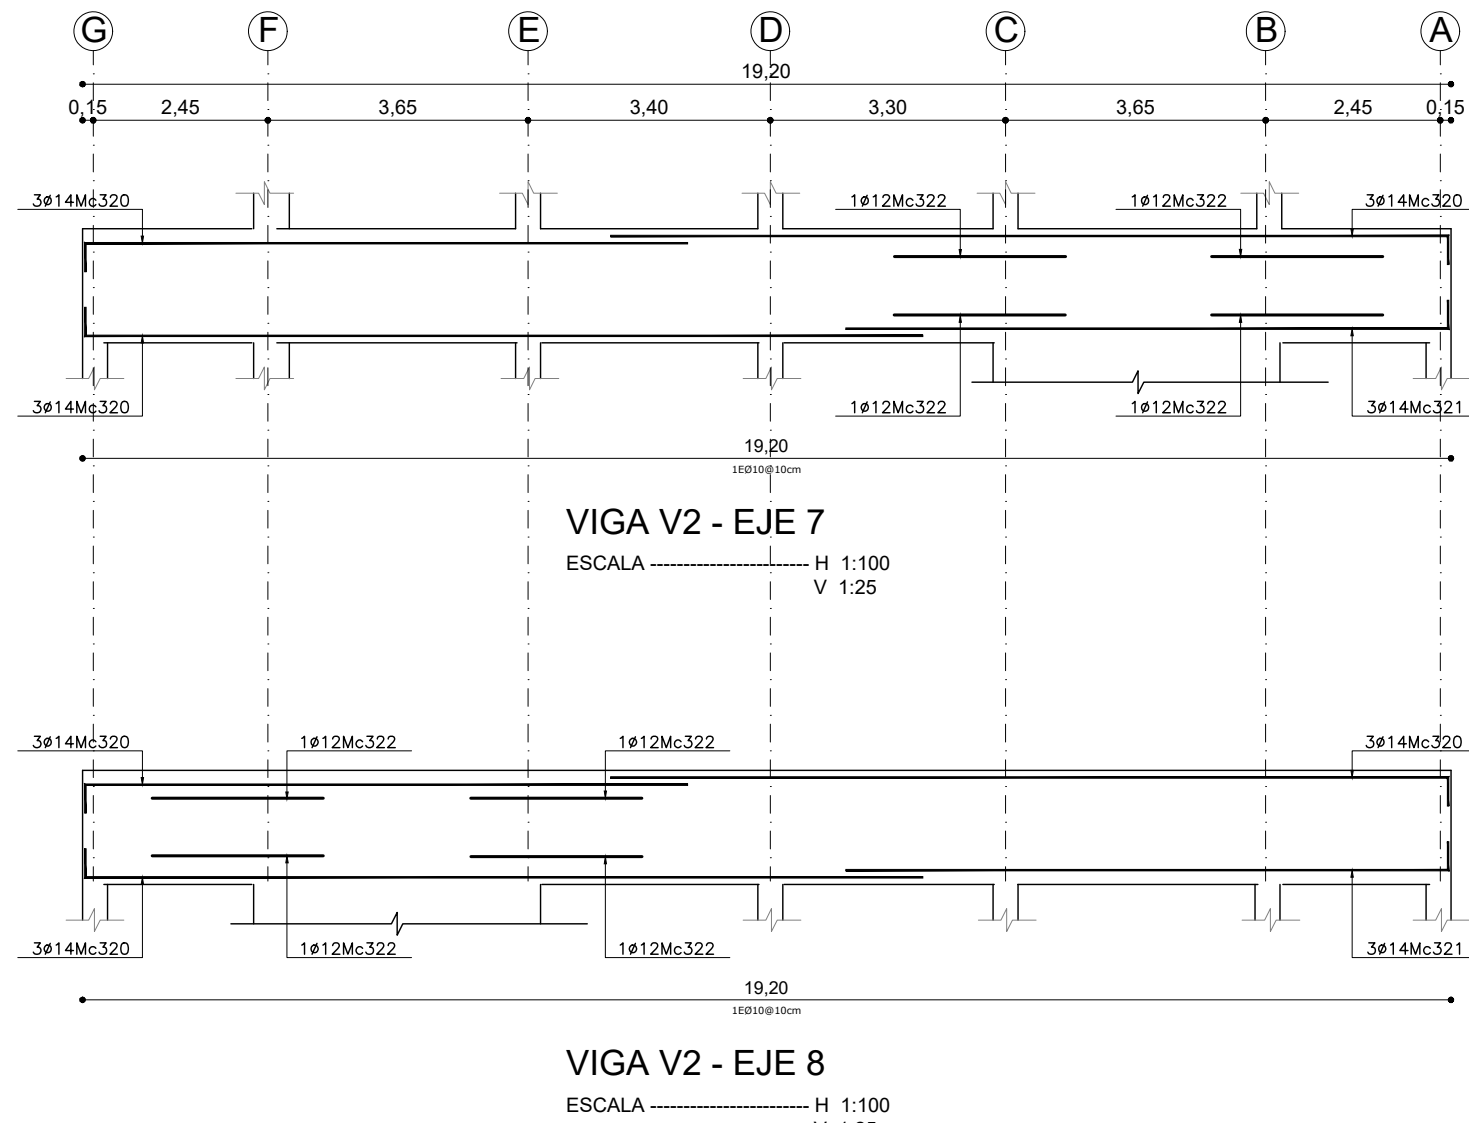 G F E D C B A
19,20
0,15 2,45 3,65 3,40 3,30 3,65 2,45 0,15
3ø14Mc320 1ø12Mc322 1ø12Mc322 3ø14Mc320
3ø14Mc320 1ø12Mc322 1ø12Mc322 3ø14Mc321
19,20
1EØ10@10cm
VIGA V2 - EJE 7
ESCALA ------------------------ H 1:100
V 1:25
3ø14Mc320 1ø12Mc322 1ø12Mc322 3ø14Mc320
3ø14Mc320 1ø12Mc322 1ø12Mc322 3ø14Mc321
19,20
1EØ10@10cm
VIGA V2 - EJE 8
ESCALA ------------------------ H 1:100